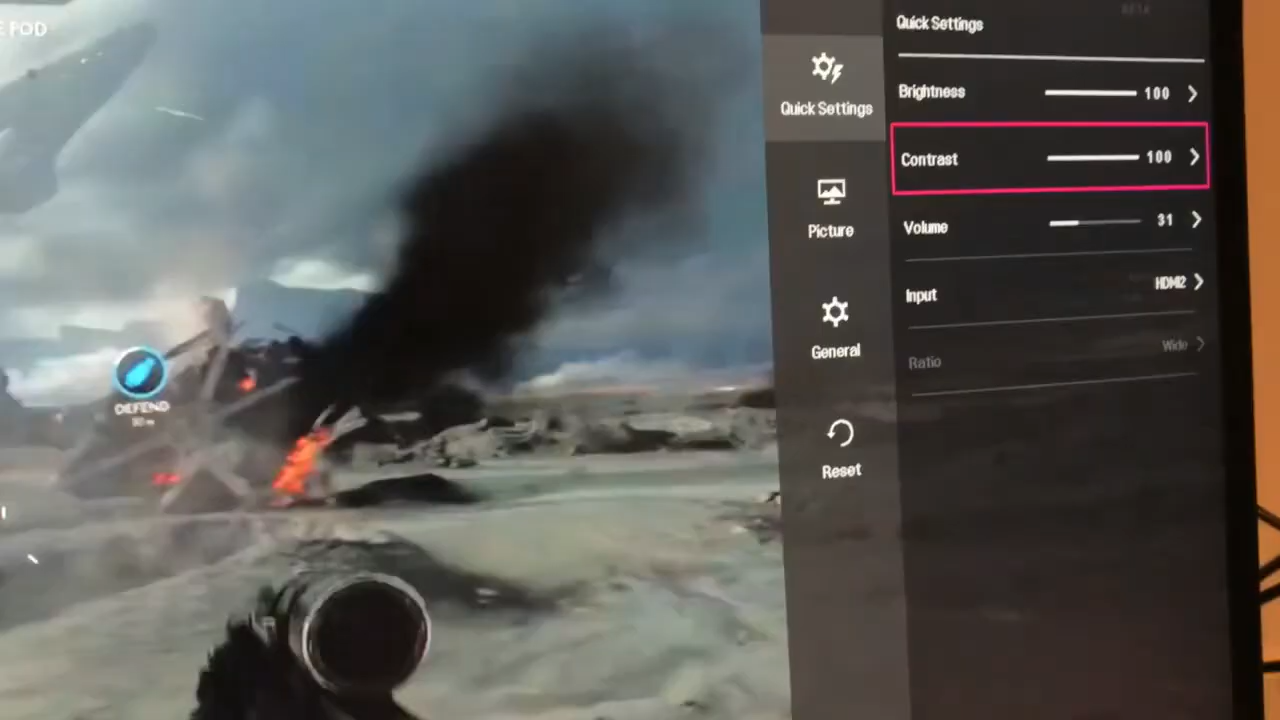 E POD
BETA
Quick Settings
Quick Settings
Brightness 100
Contrast 100
Picture
Volume 31
Input HDMI2
General
Ratio Wide
DEFEND
Reset